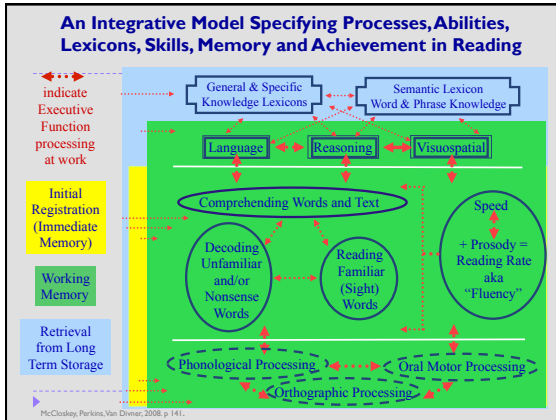 An Integrative Model Specifying Processes, Abilities,
Lexicons, Skills, Memory and Achievement in Reading
indicate
Executive
Function
processing
at work
General & Specific
Knowledge Lexicons
Semantic Lexicon
Word & Phrase Knowledge
Language
Reasoning
Visuospatial
Initial
Registration
(Immediate
Memory)
Comprehending Words and Text
Speed
+ Prosody =
Reading Rate
aka
“Fluency”
Decoding
Unfamiliar
and/or
Nonsense
Words
Reading
Familiar
(Sight)
Words
Working
Memory
Retrieval
from Long
Term Storage
Phonological Processing
Oral Motor Processing
Orthographic Processing
McCloskey, Perkins, Van Divner, 2008. p 141.